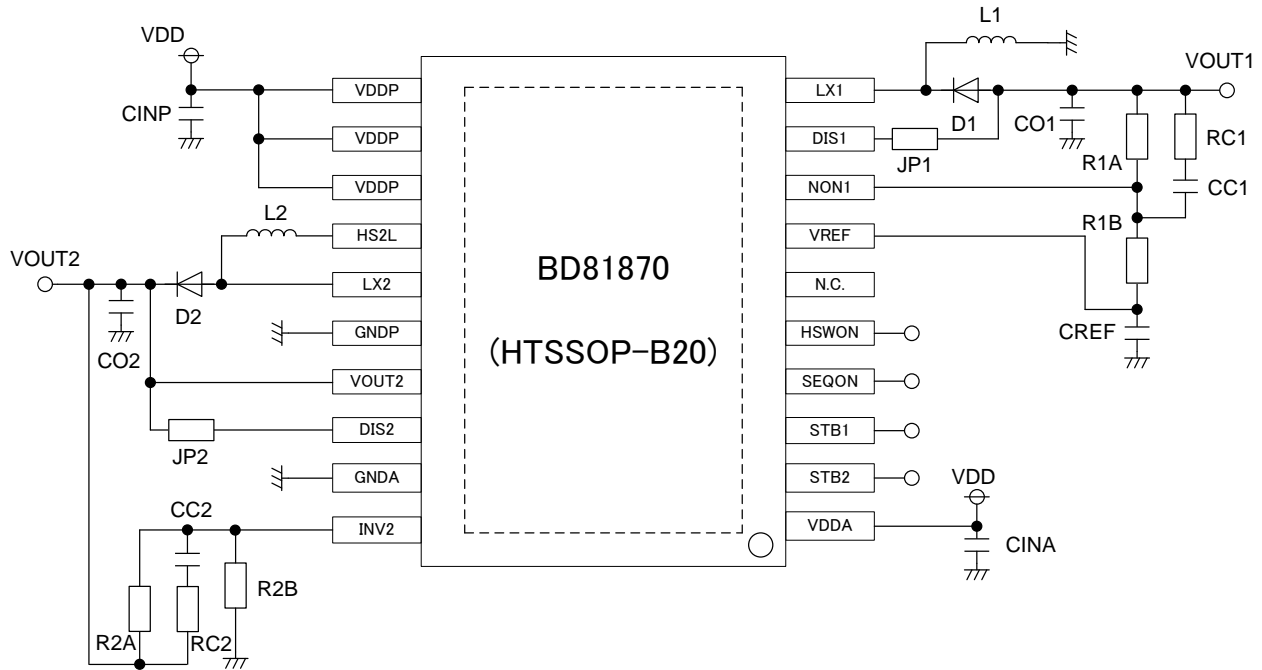 L1
VDD
VOUT1
VDDP
LX1
CINP
D1
CO1
RC1
VDDP
DIS1
JP1
R1A
CC1
VDDP
NON1
L2
R1B
HS2L
VREF
VOUT2
BD81870
LX2
N.C.
D2
CREF
GNDP
HSWON
(HTSSOP-B20)
CO2
VOUT2
SEQON
DIS2
STB1
JP2
GNDA
STB2
VDD
CC2
INV2
VDDA
CINA
R2B
R2A
RC2